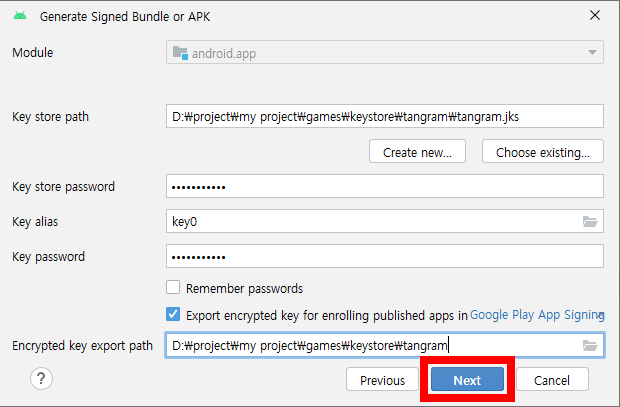 Generate Signed Bundle or APK
Module
android.app
Key store path
D:₩project₩my project₩games₩keystore₩tangram₩tangram.jks
Create new...
Choose existing...
Key store password
•••••••••••
Key alias
key0
Key password
•••••••••••
Remember passwords
Export encrypted key for enrolling published apps in Google Play App Signing
Encrypted key export path
D:₩project₩my project₩games₩keystore₩tangram
?
Previous
Next
Cancel